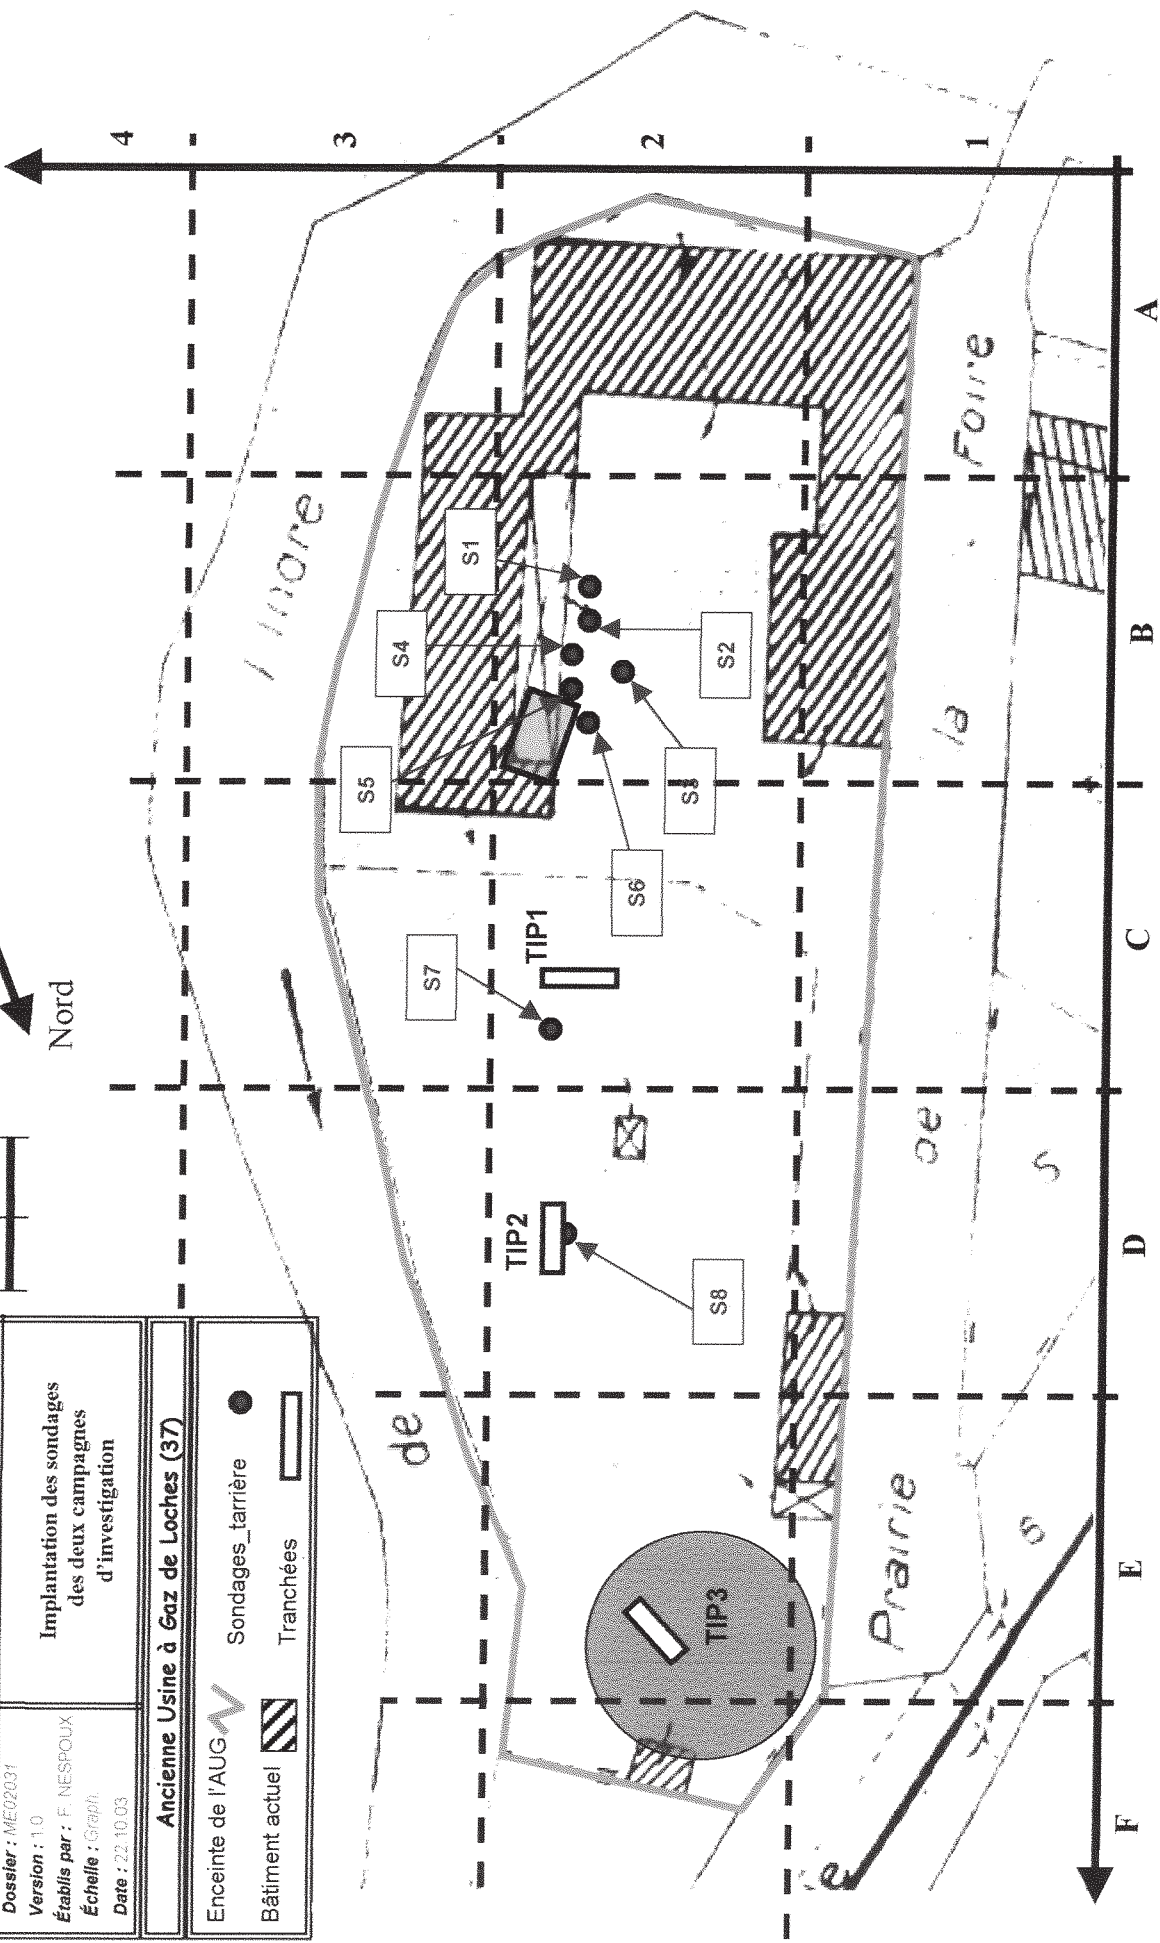 Dossier : ME02031
Version : 1.0
Établis par : F. NESPOUX
Échelle : Graph.
Date : 22.10.03
Implantation des sondages
des deux campagnes
d'investigation
Ancienne Usine à Gaz de Loches (37)
Enceinte de l'AUG
Sondages_tarrière
Bâtiment actuel
Tranchées
Nord
4
3
2
1
A
B
C
D
E
F
de
l'Indre
S1
S2
S3
S4
S5
S6
S7
S8
TIP1
TIP2
TIP3
Prairie
de
la
Foire
S
S
e